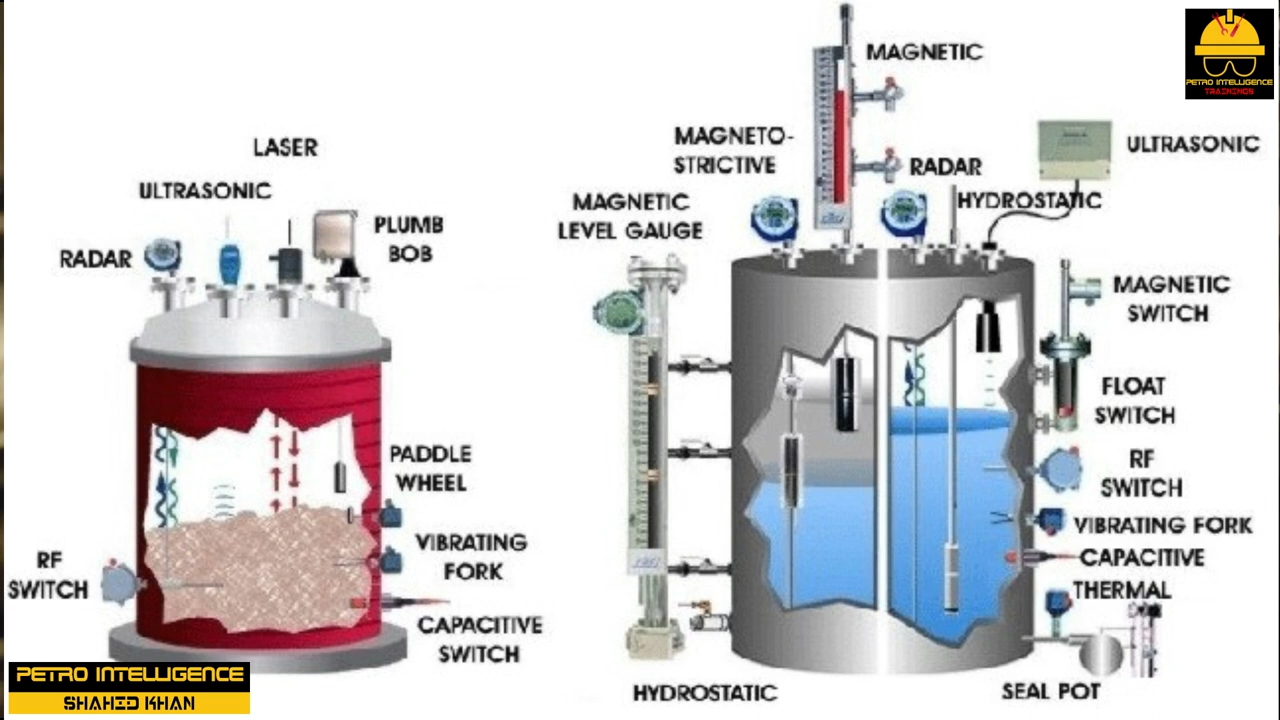 LASER
ULTRASONIC
RADAR
PLUMB
BOB
PADDLE
WHEEL
VIBRATING
FORK
RF
SWITCH
CAPACITIVE
SWITCH
PETRO INTELLIGENCE
SHAHID KHAN
MAGNETIC
MAGNETO-
STRICTIVE
RADAR
ULTRASONIC
HYDROSTATIC
MAGNETIC
LEVEL GAUGE
MAGNETIC
SWITCH
FLOAT
SWITCH
RF
SWITCH
VIBRATING FORK
CAPACITIVE
THERMAL
HYDROSTATIC
SEAL POT
PETRO INTELLIGENCE
TRAININGS